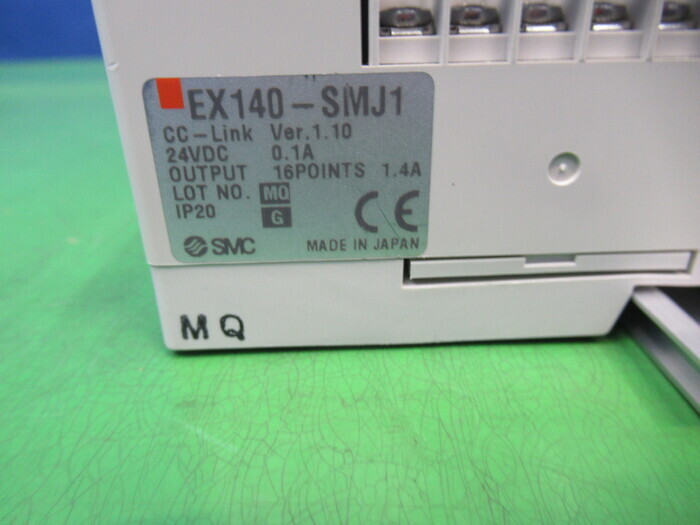 EX140-SMJ1
CC-Link Ver.1.10
24VDC 0.1A
OUTPUT 16POINTS 1.4A
LOT NO. MO
IP20 G
CE
SMC MADE IN JAPAN
MQ